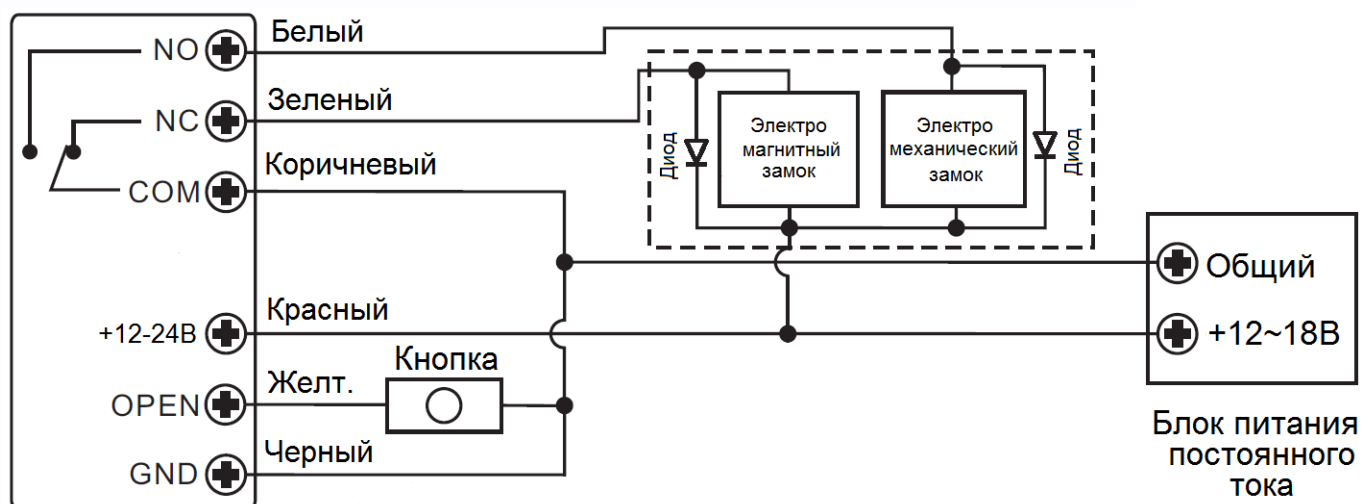 NO
Белый
NC
Зеленый
COM
Коричневый
Диод
Электро
магнитный
замок
Электро
механический
замок
Диод
Общий
+12-24В
Красный
+12~18В
OPEN
Желт.
Кнопка
GND
Черный
Блок питания
постоянного
тока